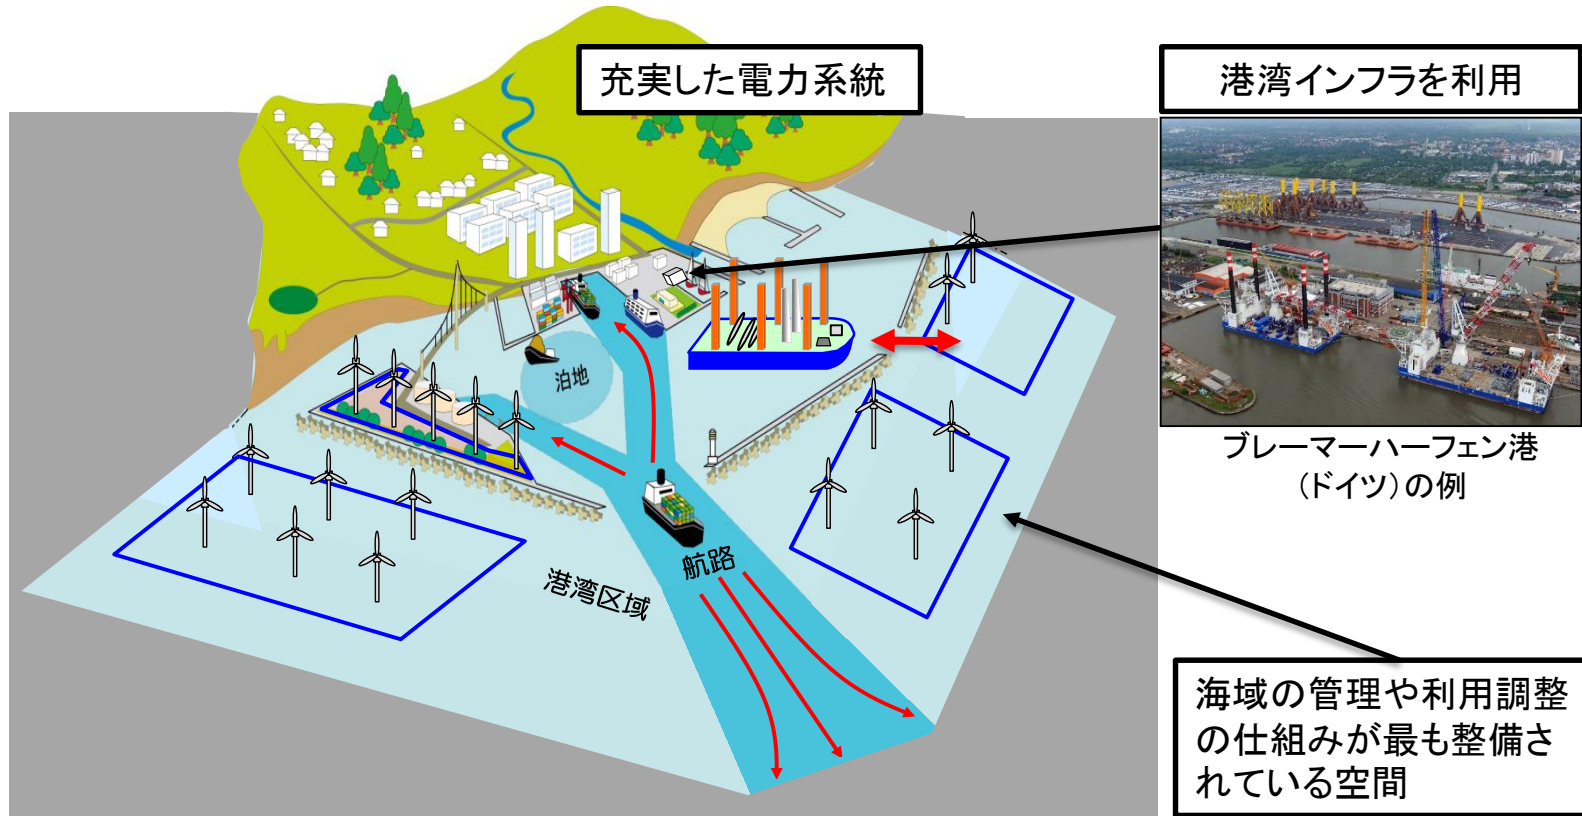 充実した電力系統
港湾インフラを利用
泊地
ブレーマーハーフェン港
(ドイツ)の例
航路
港湾区域
海域の管理や利用調整
の仕組みが最も整備さ
れている空間